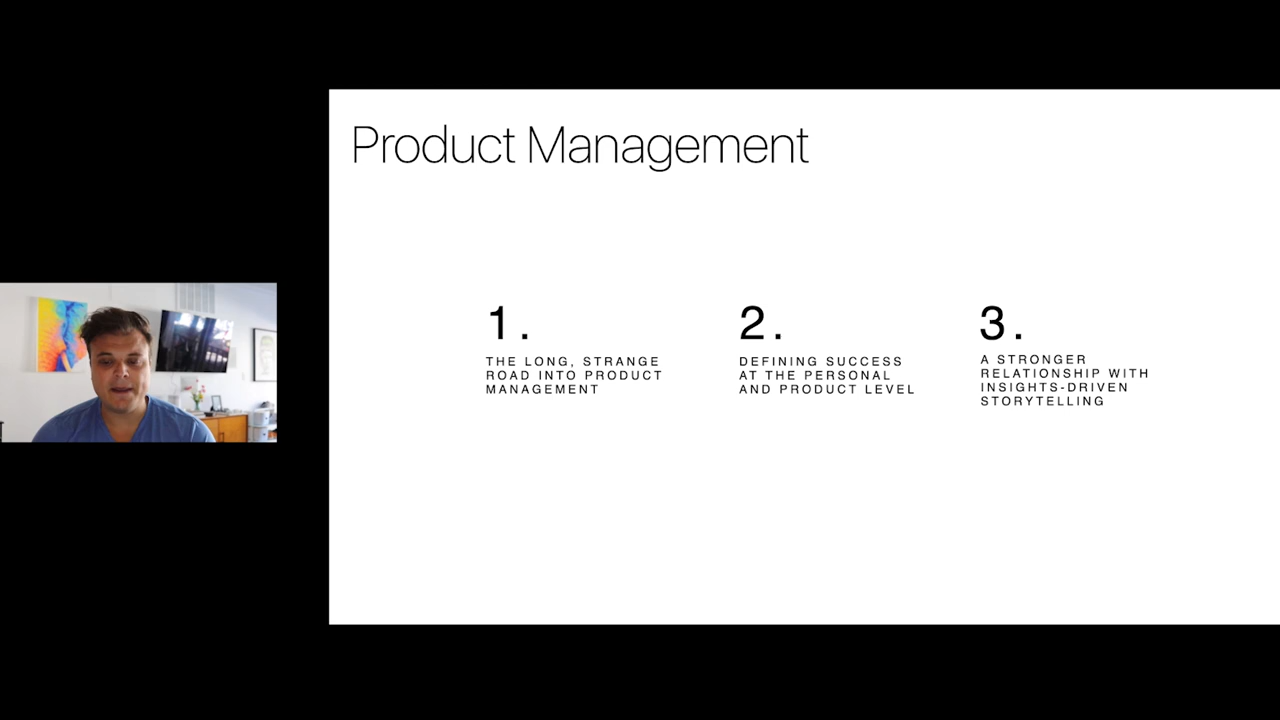 Product Management
1.
THE LONG, STRANGE
ROAD INTO PRODUCT
MANAGEMENT
2.
DEFINING SUCCESS
AT THE PERSONAL
AND PRODUCT LEVEL
3.
A STRONGER
RELATIONSHIP WITH
INSIGHTS-DRIVEN
STORYTELLING